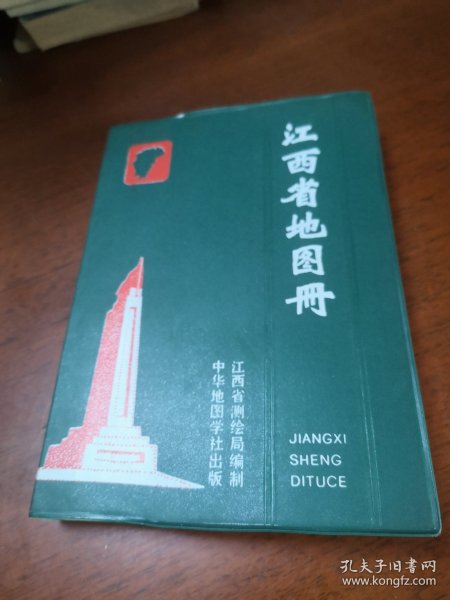 江西省地图册
江西省测绘局编制
中华地图学社出版
JIANGXI
SHENG
DITUCE
孔夫子旧书网
www.kongfz.com